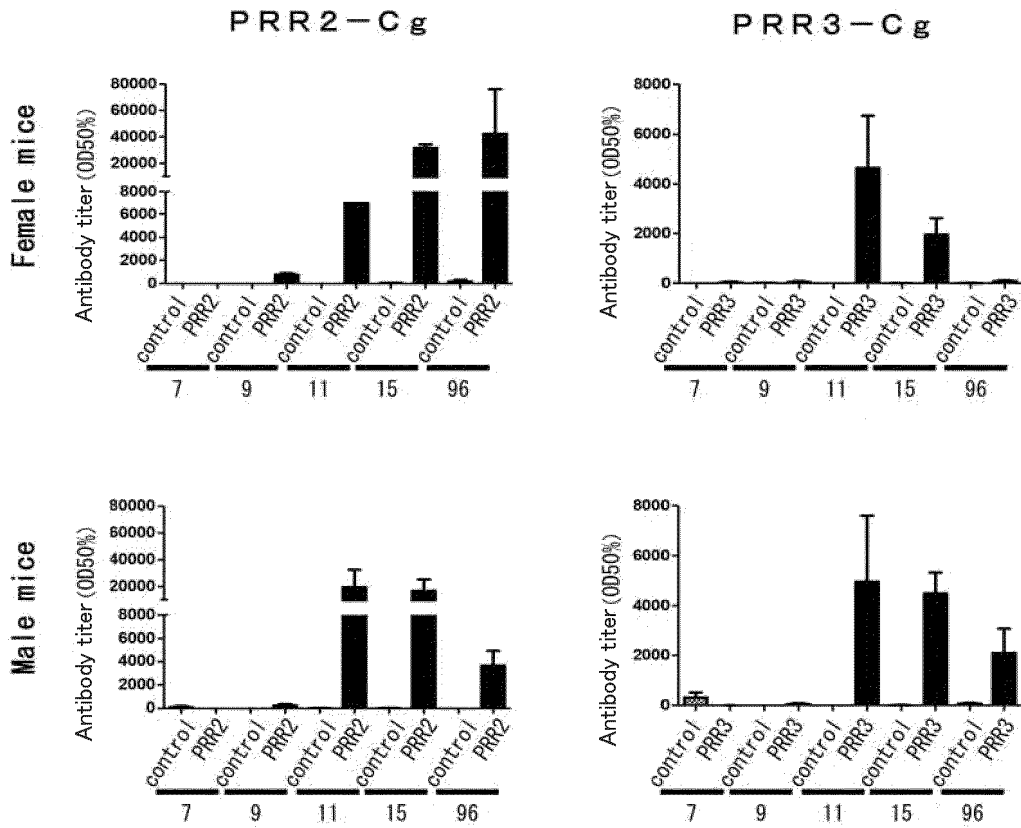 PRR2-Cg
PRR3-Cg
Female mice
Antibody titer (OD50%)
80000
60000
40000
20000
8000
6000
4000
2000
0
control PRR2 control PRR2 control PRR2 control PRR2 control PRR2
7 9 11 15 96
Antibody titer (OD50%)
8000
6000
4000
2000
0
control PRR3 control PRR3 control PRR3 control PRR3 control PRR3
7 9 11 15 96
Male mice
Antibody titer (OD50%)
80000
60000
40000
20000
8000
6000
4000
2000
0
control PRR2 control PRR2 control PRR2 control PRR2 control PRR2
7 9 11 15 96
Antibody titer (OD50%)
8000
6000
4000
2000
0
control PRR3 control PRR3 control PRR3 control PRR3 control PRR3
7 9 11 15 96